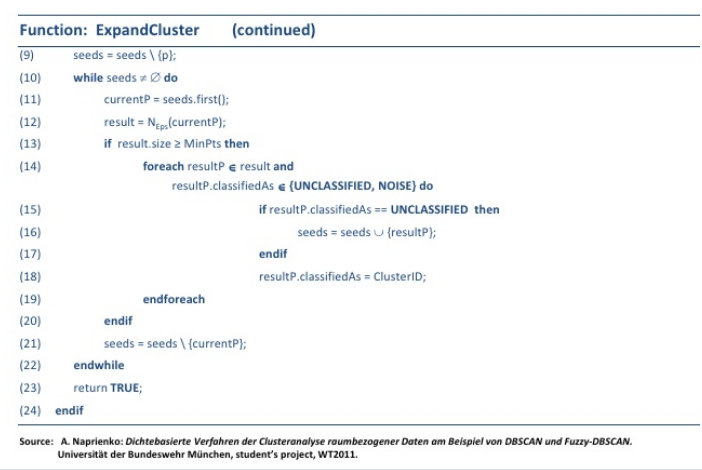 Function: ExpandCluster (continued)
(9) seeds = seeds \ {p};
(10) while seeds ≠ ∅ do
(11) currentP = seeds.first();
(12) result = N_Eps(currentP);
(13) if result.size ≥ MinPts then
(14) foreach resultP ∈ result and
resultP.classifiedAs ∈ {UNCLASSIFIED, NOISE} do
(15) if resultP.classifiedAs == UNCLASSIFIED then
(16) seeds = seeds ∪ {resultP};
(17) endif
(18) resultP.classifiedAs = ClusterID;
(19) endforeach
(20) endif
(21) seeds = seeds \ {currentP};
(22) endwhile
(23) return TRUE;
(24) endif
Source: A. Naprienko: Dichtebasierte Verfahren der Clusteranalyse raumbezogener Daten am Beispiel von DBSCAN und Fuzzy-DBSCAN.
Universität der Bundeswehr München, student's project, WT2011.